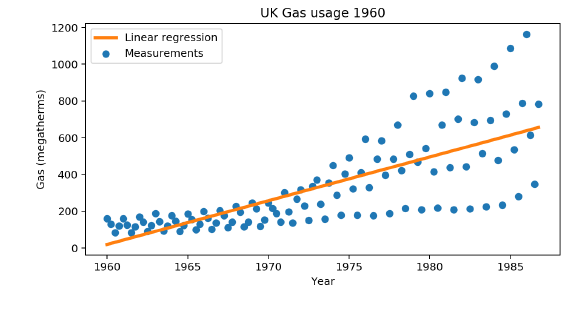 UK Gas usage 1960
Linear regression
Measurements
Gas (megatherms)
1200
1000
800
600
400
200
0
1960 1965 1970 1975 1980 1985
Year